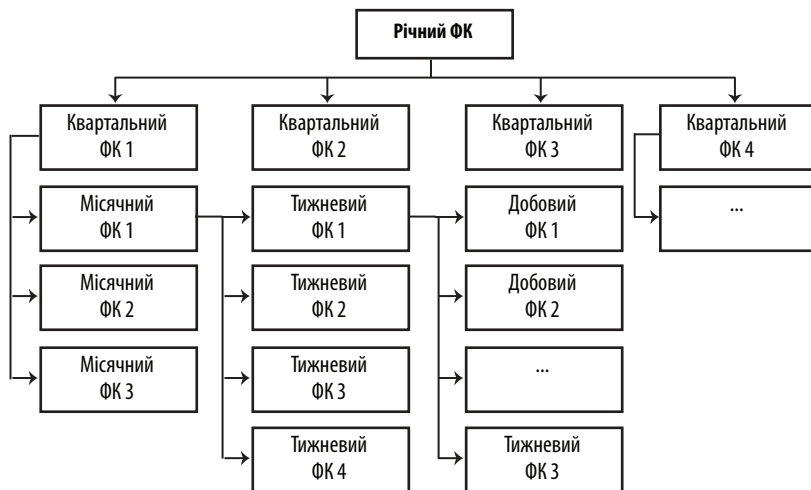 Річний ФК
Квартальний
ФК 1
Квартальний
ФК 2
Квартальний
ФК 3
Квартальний
ФК 4
Місячний
ФК 1
Тижневий
ФК 1
Добовий
ФК 1
...
Місячний
ФК 2
Тижневий
ФК 2
Добовий
ФК 2
Місячний
ФК 3
Тижневий
ФК 3
...
Тижневий
ФК 4
Тижневий
ФК 3